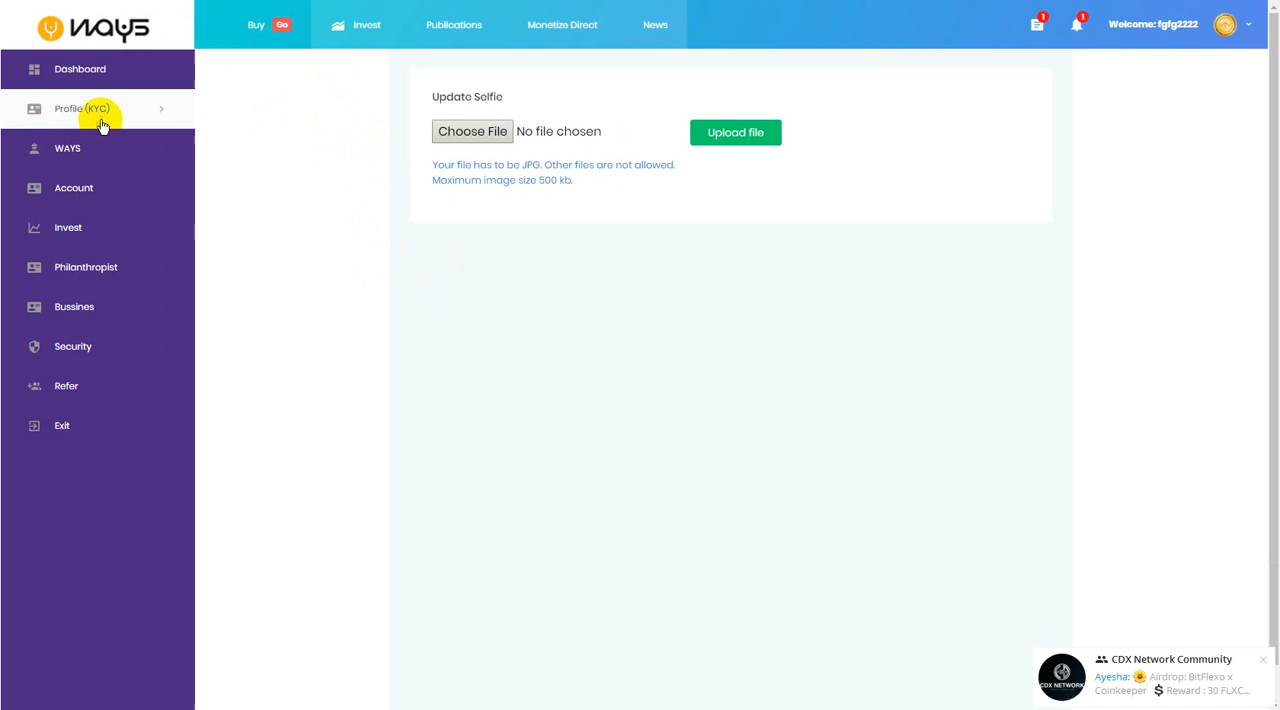 WAYS
Buy Go
Invest
Publications
Monetize Direct
News
1
1
Welcome: fgfg2222
Dashboard
Profile (KYC)
WAYS
Account
Invest
Philanthropist
Bussines
Security
Refer
Exit
Update Selfie
Choose File No file chosen
Upload file
Your file has to be JPG. Other files are not allowed.
Maximum image size 500 kb.
CDX NETWORK
CDX Network Community
Ayesha: 🌼 Airdrop: BitFlexo x
Coinkeeper 💲 Reward : 30 FLXC...